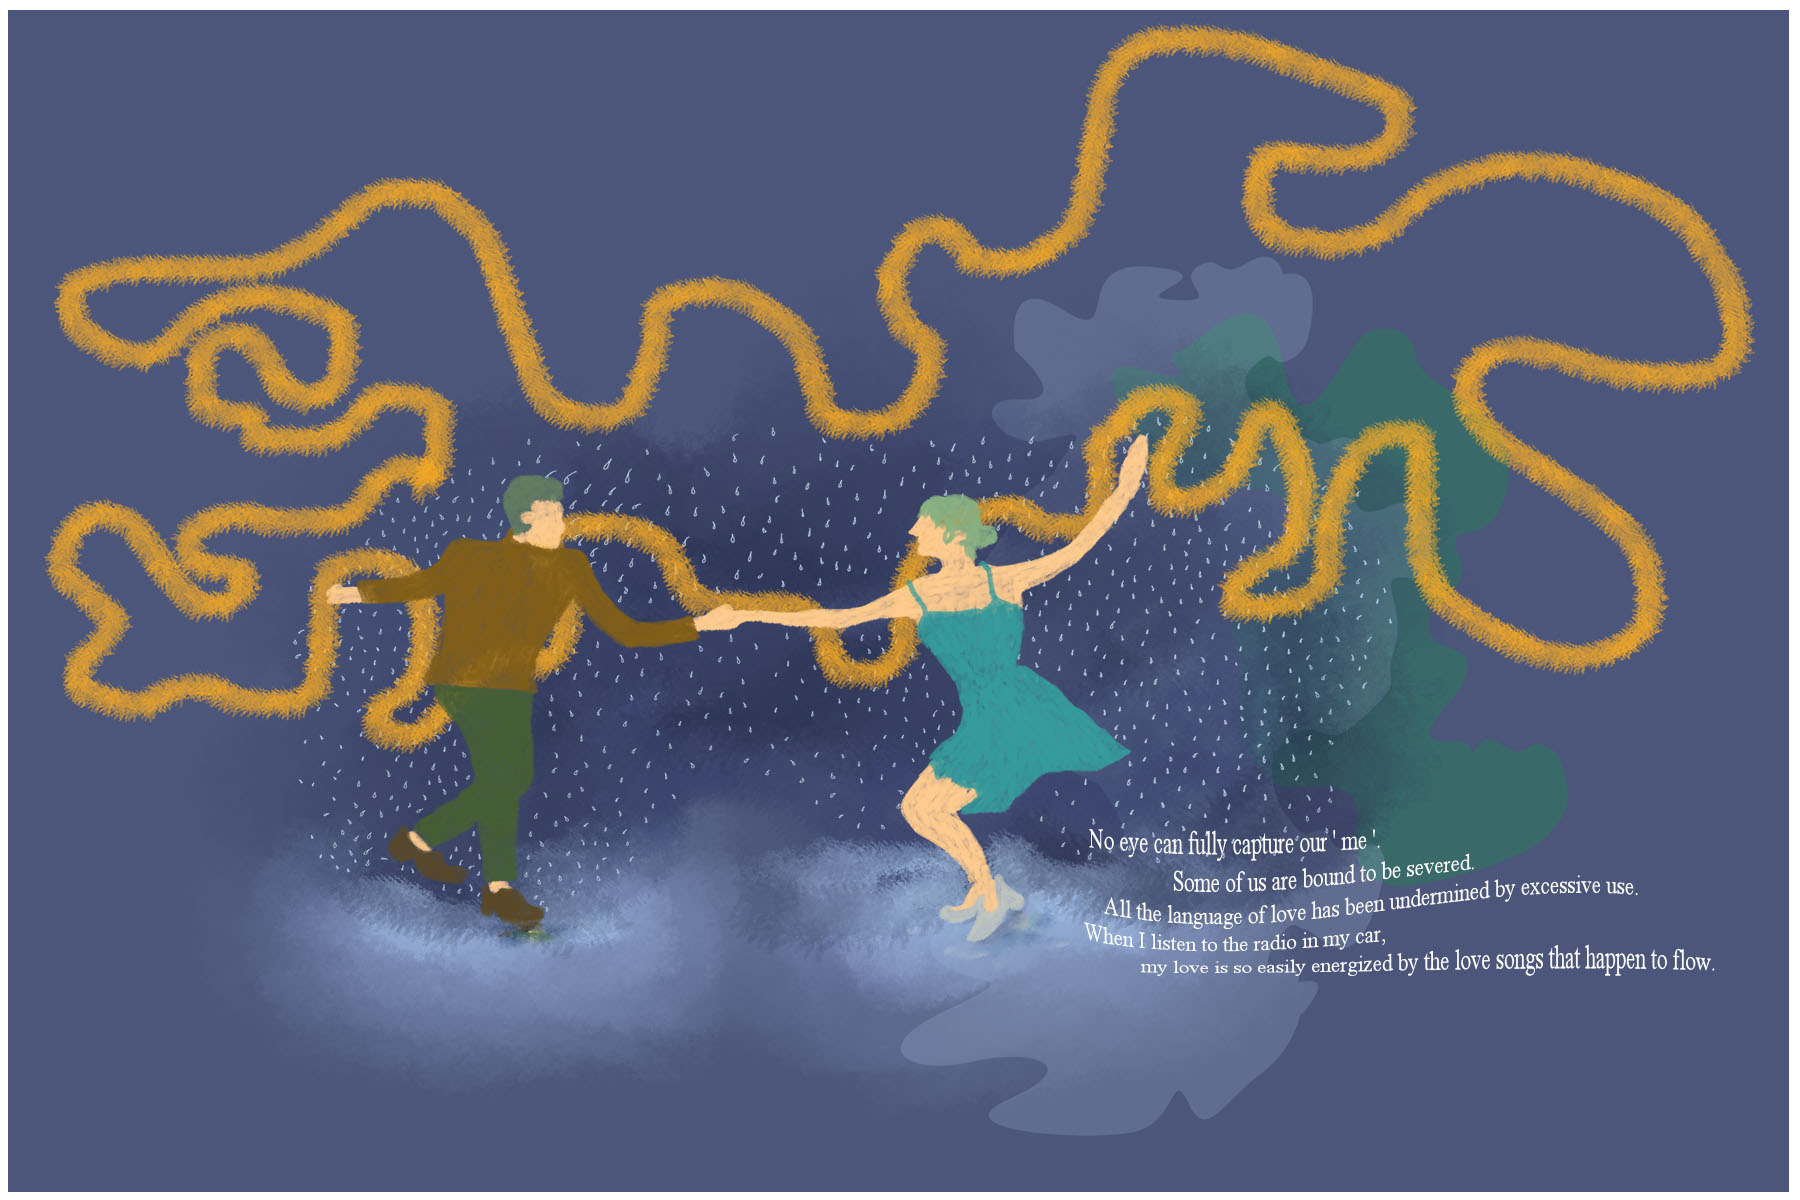 No eye can fully capture our ' me '.
Some of us are bound to be severed.
All the language of love has been undermined by excessive use.
When I listen to the radio in my car,
my love is so easily energized by the love songs that happen to flow.